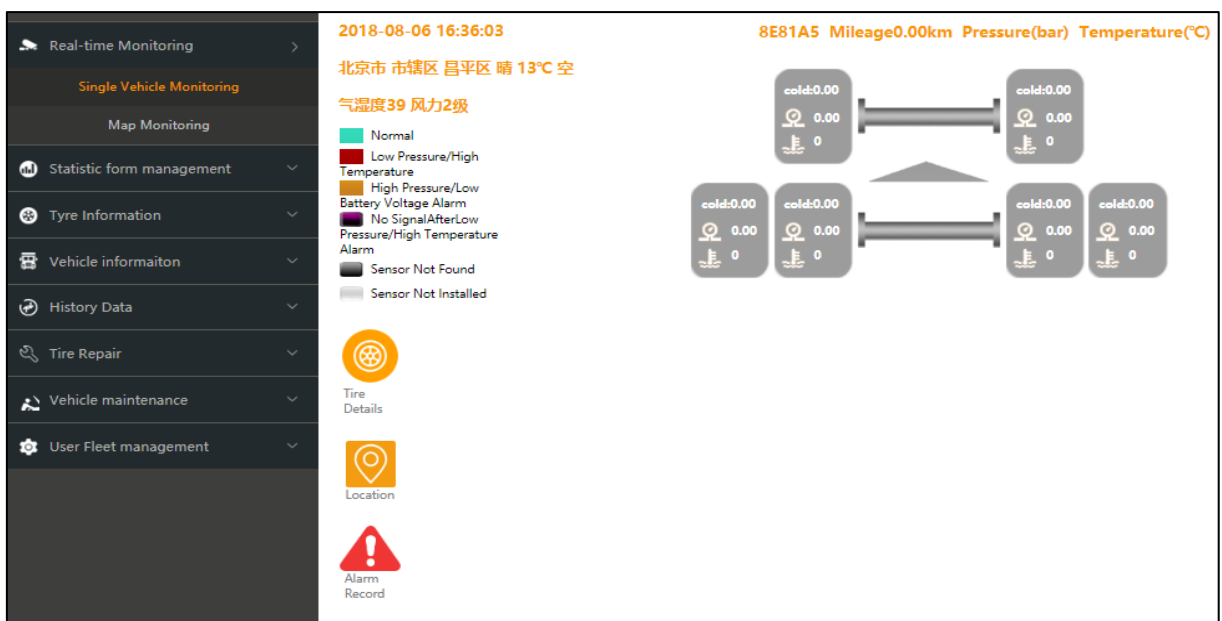 Real-time Monitoring
Single Vehicle Monitoring
Map Monitoring
Statistic form management
Tyre Information
Vehicle informaiton
History Data
Tire Repair
Vehicle maintenance
User Fleet management
2018-08-06 16:36:03
北京市 市辖区 昌平区 晴 13℃ 空
气湿度39 风力2级
Normal
Low Pressure/High
Temperature
High Pressure/Low
Battery Voltage Alarm
No SignalAfterLow
Pressure/High Temperature
Alarm
Sensor Not Found
Sensor Not Installed
Tire
Details
Location
Alarm
Record
8E81A5 Mileage0.00km Pressure(bar) Temperature(℃)
cold:0.00 cold:0.00
0.00 0.00
0 0
cold:0.00 cold:0.00 cold:0.00 cold:0.00
0.00 0.00 0.00 0.00
0 0 0 0